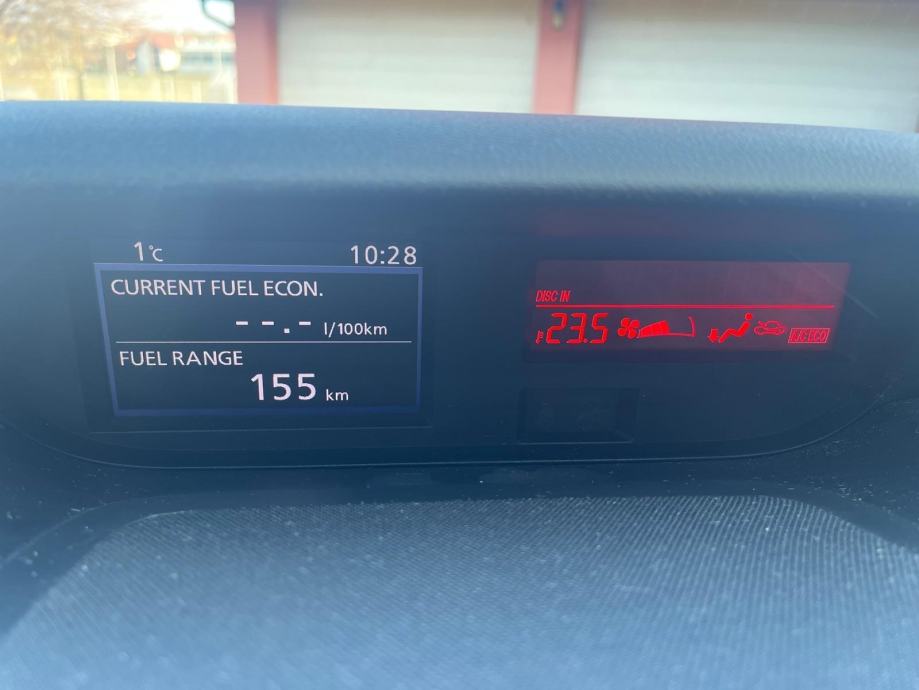 1°C 10:28
CURRENT FUEL ECON.
--.- l/100km
FUEL RANGE
155 km
DISC IN
23.5